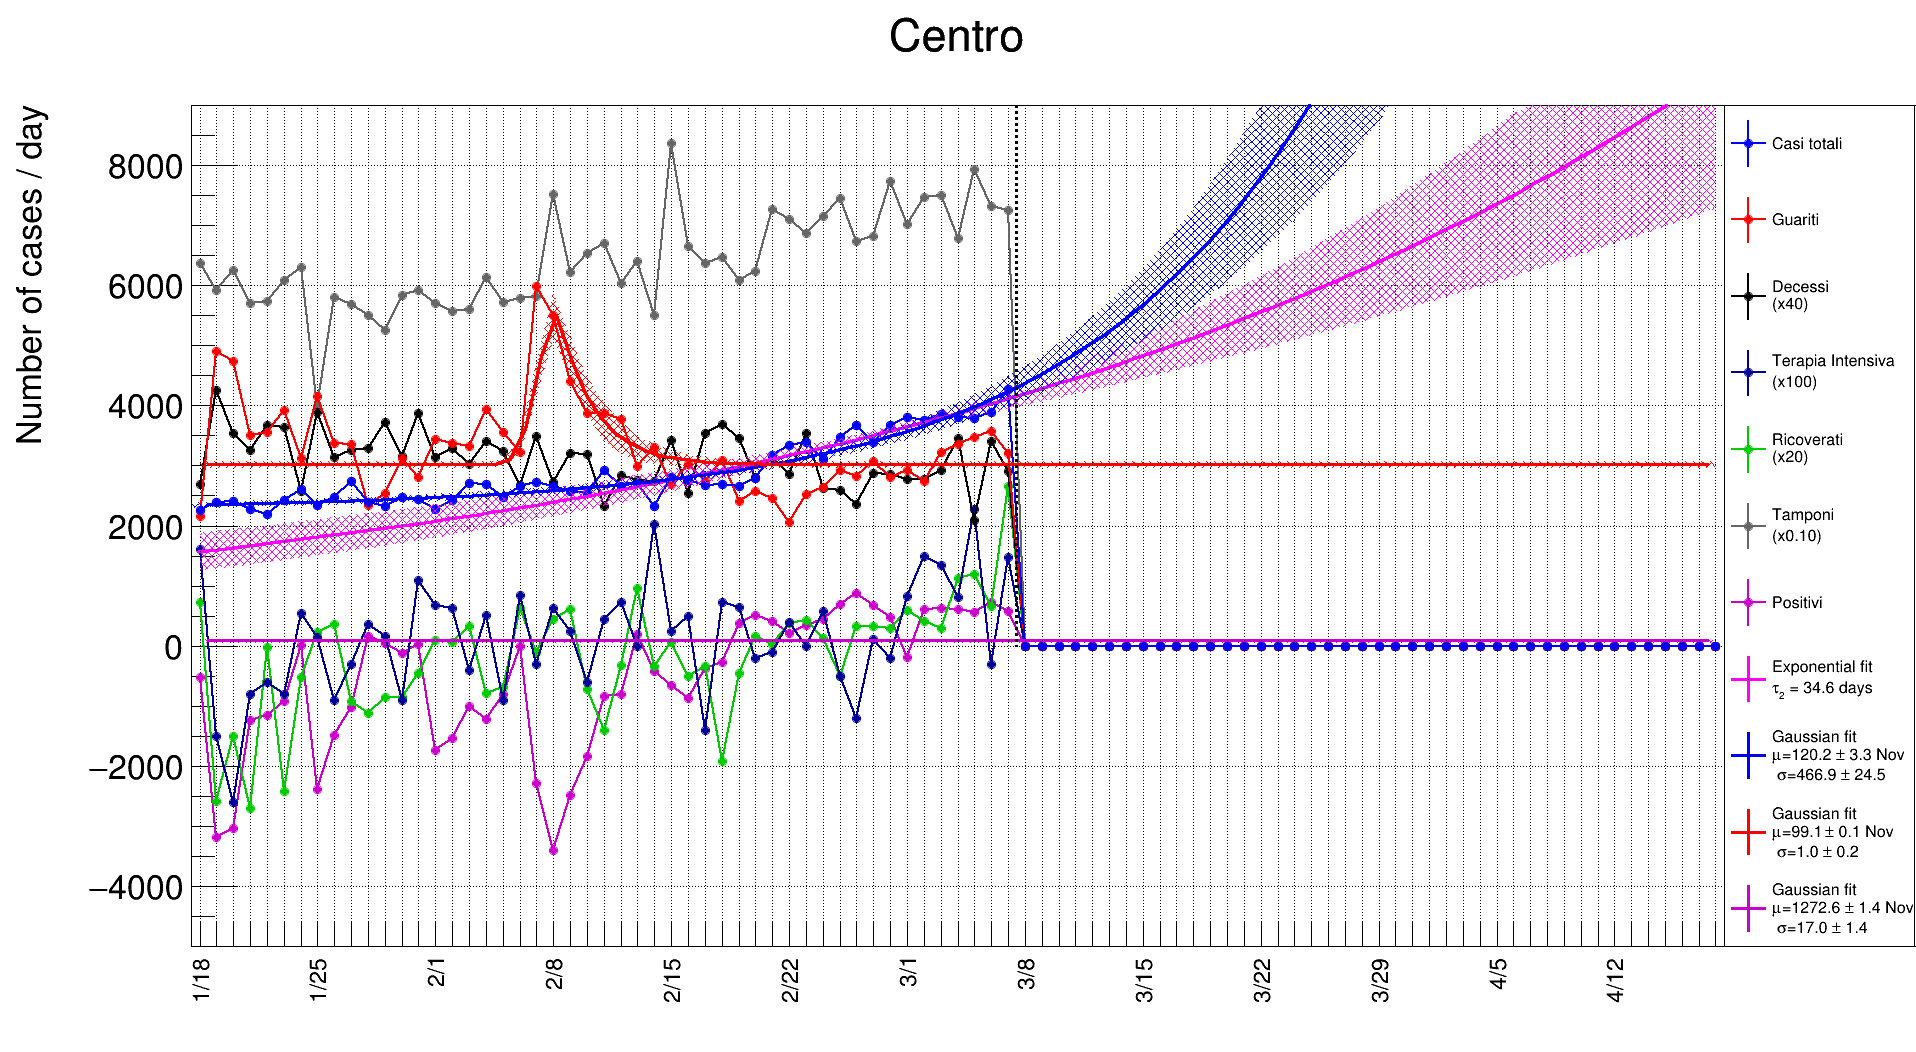 Centro
Number of cases / day
8000
6000
4000
2000
0
−2000
−4000
1/18
1/25
2/1
2/8
2/15
2/22
3/1
3/8
3/15
3/22
3/29
4/5
4/12
Casi totali
Guariti
Decessi
(x40)
Terapia Intensiva
(x100)
Ricoverati
(x20)
Tamponi
(x0.10)
Positivi
Exponential fit
τ2 = 34.6 days
Gaussian fit
μ=120.2 ± 3.3 Nov
σ=466.9 ± 24.5
Gaussian fit
μ=99.1 ± 0.1 Nov
σ=1.0 ± 0.2
Gaussian fit
μ=1272.6 ± 1.4 Nov
σ=17.0 ± 1.4